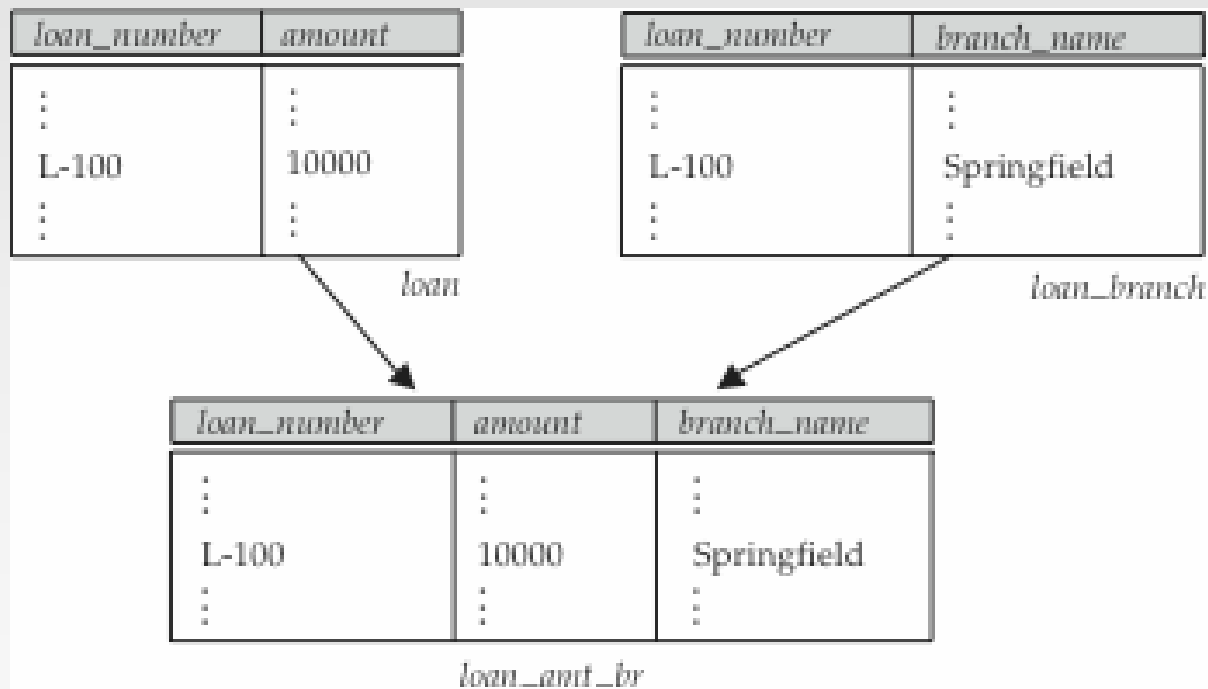 loan_number amount
⋮ ⋮
L-100 10000
⋮ ⋮
loan
loan_number branch_name
⋮ ⋮
L-100 Springfield
⋮ ⋮
loan_branch
loan_number amount branch_name
⋮ ⋮ ⋮
L-100 10000 Springfield
⋮ ⋮ ⋮
loan_amt_br